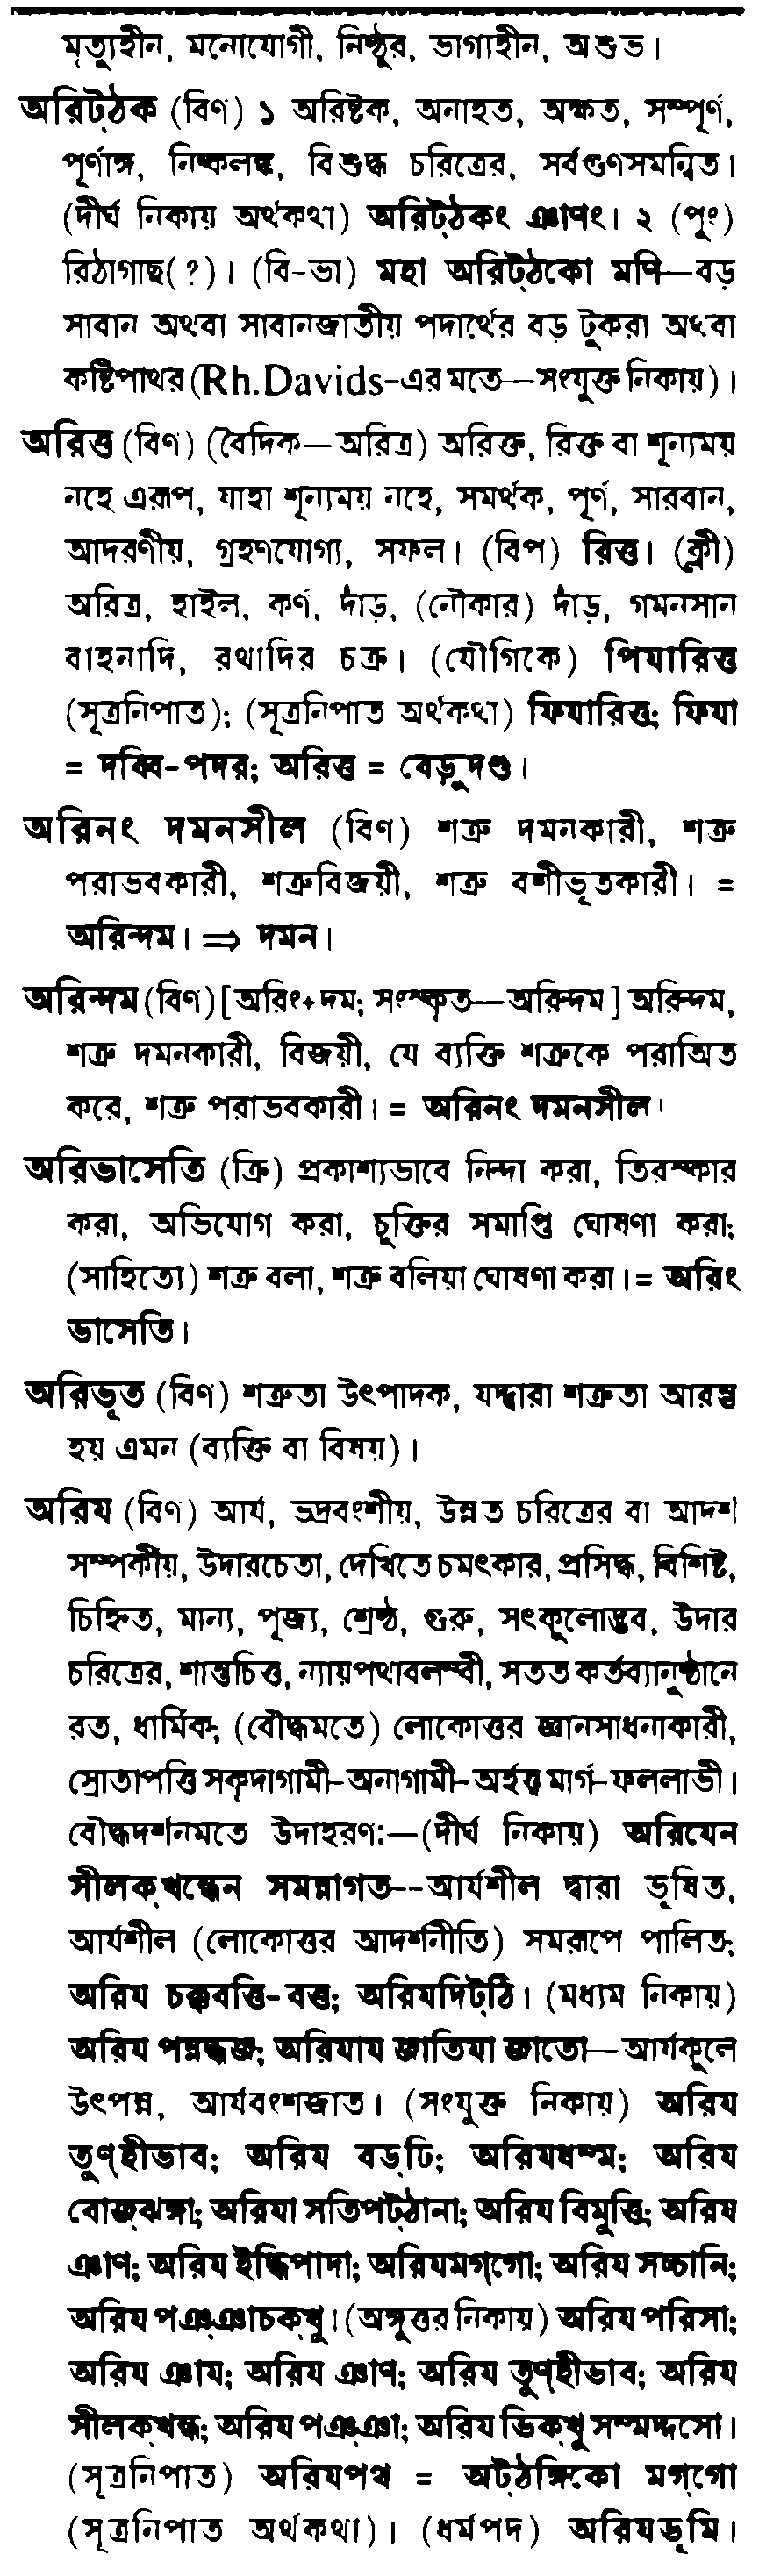 মৃত্যুহীন, মনোযোগী, নিষ্ঠুর, ভাগ্যহীন, অশুভ।
অরিট্ঠক (বিণ) ১ অরিষ্টক, অনাহত, অক্ষত, সম্পূর্ণ,
পূর্ণাঙ্গ, নিষ্কলঙ্ক, বিশুদ্ধ চরিত্রের, সর্বগুণসমন্বিত।
(দীর্ঘ নিকায় অর্থকথা) অরিট্ঠকং ঞাণং। ২ (পুং)
রিঠাগাছ(?)। (বি-ভা) মহা অরিট্ঠকো মণি—বড়
সাবান অথবা সাবানজাতীয় পদার্থের বড় টুকরা অথবা
কষ্টিপাথর (Rh.Davids-এর মতে—সংযুক্ত নিকায়)।
অরিত্ত (বিণ) (বৈদিক—অরিত্র) অরিক্ত, রিক্ত বা শূন্যময়
নহে এরূপ, যাহা শূন্যময় নহে, সমর্থক, পূর্ণ, সারবান,
আদরণীয়, গ্রহণযোগ্য, সফল। (বিপ) রিত্ত। (ক্লী)
অরিত্র, হাইল, কর্ণ, দাঁড়, (নৌকার) দাঁড়, গমনসান
বাহনাদি, রথাদির চক্র। (যৌগিকে) পিযারিত্ত
(সূত্রনিপাত); (সূত্রনিপাত অর্থকথা) ফিযারিত্ত; ফিযা
= দব্বি-পদর; অরিত্ত = বেড়ুদণ্ড।
অরিনং দমনসীল (বিণ) শত্রু দমনকারী, শত্রু
পরাভবকারী, শত্রুবিজয়ী, শত্রু বশীভূতকারী। =
অরিন্দম। ⇒ দমন।
অরিন্দম (বিণ) [অরিং+দম; সংস্কৃত—অরিন্দম] অরিন্দম,
শত্রু দমনকারী, বিজয়ী, যে ব্যক্তি শত্রুকে পরাজিত
করে, শত্রু পরাভবকারী। = অরিনং দমনসীল।
অরিভাসেতি (ক্রি) প্রকাশ্যভাবে নিন্দা করা, তিরস্কার
করা, অভিযোগ করা, চুক্তির সমাপ্তি ঘোষণা করা;
(সাহিত্যে) শত্রু বলা, শত্রু বলিয়া ঘোষণা করা। = অরিং
ভাসেতি।
অরিভূত (বিণ) শত্রুতা উৎপাদক, যদ্দ্বারা শত্রুতা আরম্ভ
হয় এমন (ব্যক্তি বা বিষয়)।
অরিয (বিণ) আর্য, ভদ্রবংশীয়, উন্নত চরিত্রের বা আদর্শ
সম্পর্কীয়, উদারচেতা, দেখিতে চমৎকার, প্রসিদ্ধ, বিশিষ্ট,
চিহ্নিত, মান্য, পূজ্য, শ্রেষ্ঠ, গুরু, সৎকুলোদ্ভব, উদার
চরিত্রের, শান্তচিত্ত, ন্যায়পথাবলম্বী, সতত কর্তব্যানুষ্ঠানে
রত, ধার্মিক; (বৌদ্ধমতে) লোকোত্তর জ্ঞানসাধনাকারী,
স্রোতাপত্তি সকৃদাগামী-অনাগামী-অর্হত্ত্ব মার্গ-ফললাভী।
বৌদ্ধদর্শনমতে উদাহরণ:—(দীর্ঘ নিকায়) অরিযেন
সীলক্খন্ধেন সমন্নাগত--আর্যশীল দ্বারা ভূষিত,
আর্যশীল (লোকোত্তর আদর্শনীতি) সমরূপে পালিত;
অরিয চক্কবত্তি-বত্ত; অরিযদিট্ঠি। (মধ্যম নিকায়)
অরিয পন্নদ্ধজ; অরিযায জাতিযা জাতো—আর্যকুলে
উৎপন্ন, আর্যবংশজাত। (সংযুক্ত নিকায়) অরিয
তুণ্হীভাব; অরিয বড্ঢি; অরিযধম্ম; অরিয
বোজ্ঝঙ্গা; অরিযা সতিপট্ঠানা; অরিয বিমুত্তি; অরিয
ঞাণ; অরিয ইদ্ধিপাদা; অরিযমগ্গো; অরিয সচ্চানি;
অরিয পঞ্ঞাচক্খু। (অঙ্গুত্তর নিকায়) অরিয পরিসা;
অরিয ঞায; অরিয ঞাণ; অরিয তুণ্হীভাব; অরিয
সীলক্খন্ধ; অরিয পঞ্ঞা; অরিয ভিক্খু সম্মদ্দসো।
(সূত্রনিপাত) অরিযপথ = অট্ঠঙ্গিকো মগ্গো
(সূত্রনিপাত অর্থকথা)। (ধর্মপদ) অরিযভূমি।